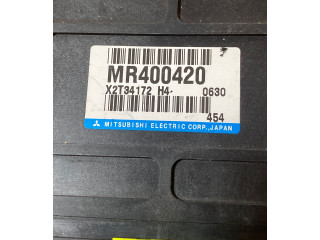 MR400420
X2T34172 H4- 0630
454
MITSUBISHI ELECTRIC CORP., JAPAN